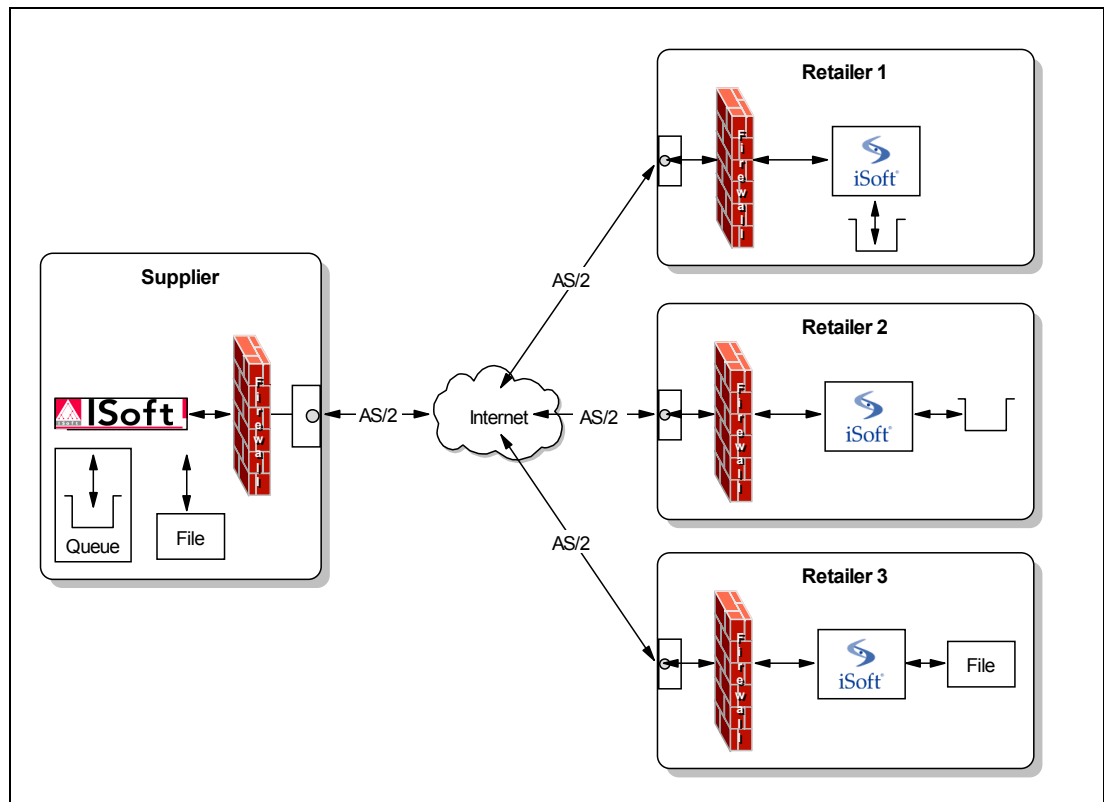 Retailer 1
Firewall
iSoft®
AS/2
Supplier
Firewall
ISoft
ISOFT
Queue
File
AS/2
Internet
AS/2
Retailer 2
Firewall
iSoft®
AS/2
Retailer 3
Firewall
iSoft®
File